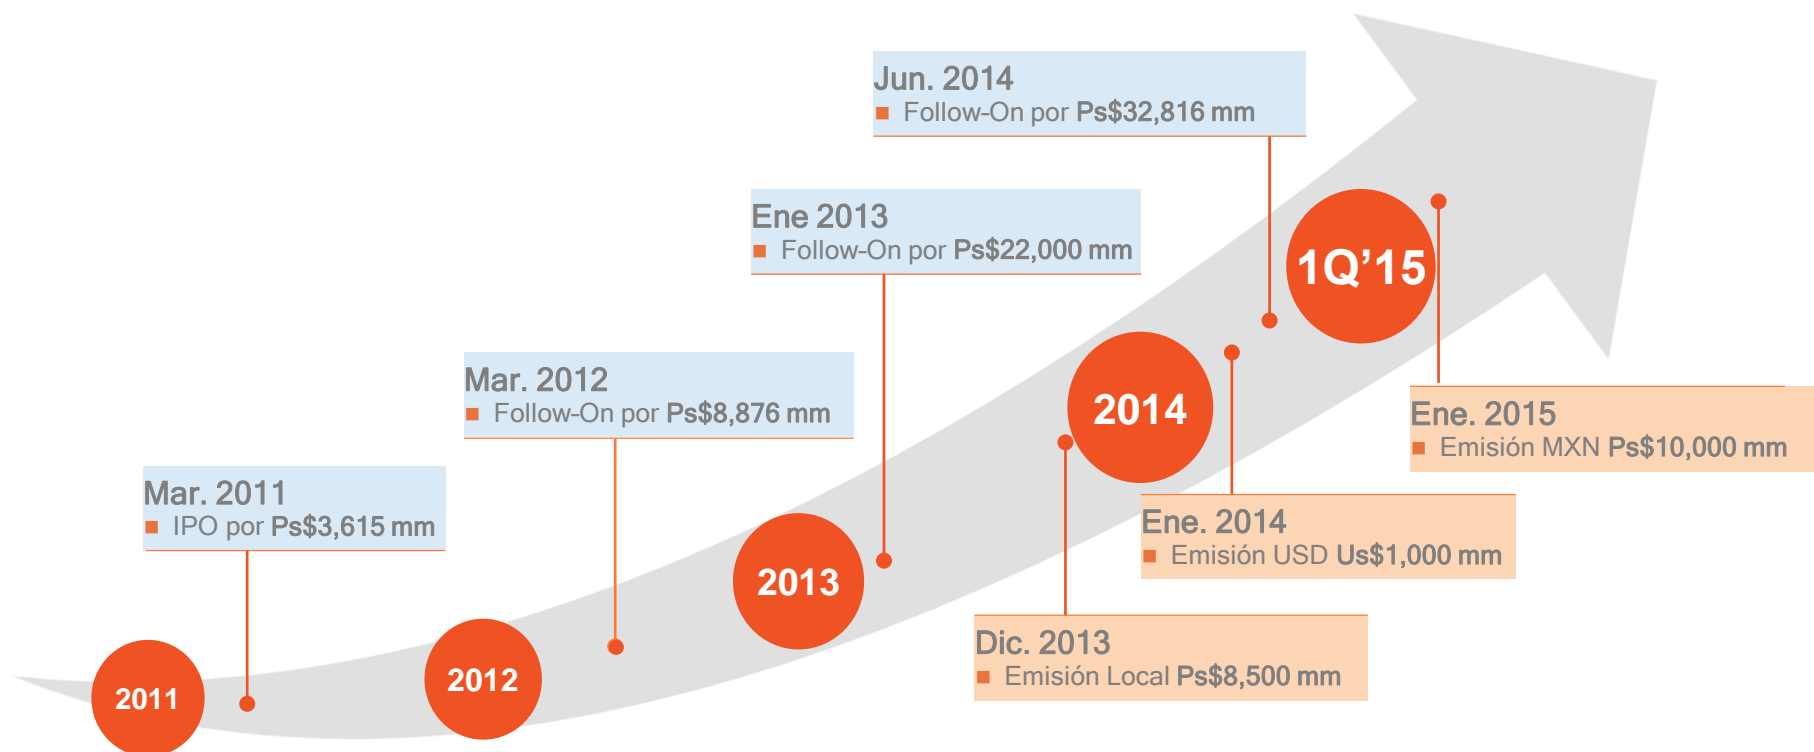 Jun. 2014
Follow-On por Ps$32,816 mm
Ene 2013
Follow-On por Ps$22,000 mm
1Q’15
Mar. 2012
Follow-On por Ps$8,876 mm
2014
Ene. 2015
Emisión MXN Ps$10,000 mm
Mar. 2011
IPO por Ps$3,615 mm
Ene. 2014
Emisión USD Us$1,000 mm
2013
Dic. 2013
Emisión Local Ps$8,500 mm
2012
2011